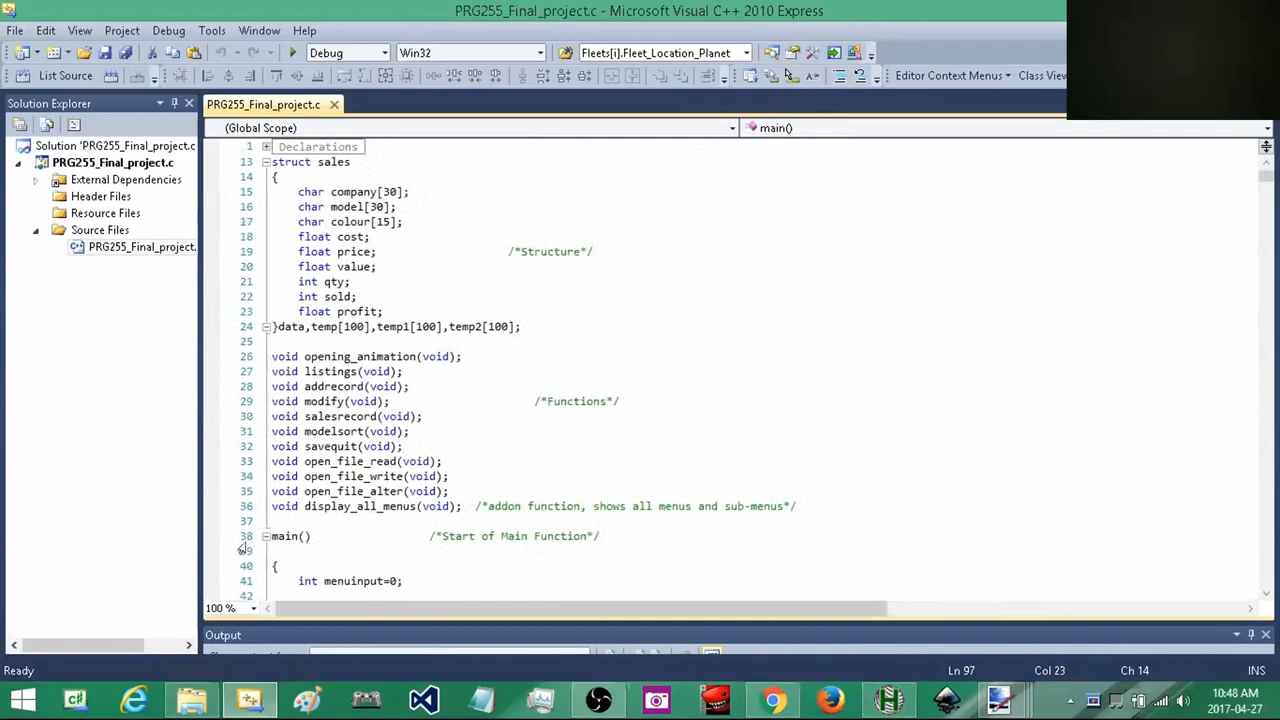 PRG255_Final_project.c - Microsoft Visual C++ 2010 Express
File Edit View Project Debug Tools Window Help
Debug Win32 Fleets[i].Fleet_Location_Planet
List Source Editor Context Menus Class View
Solution Explorer
PRG255_Final_project.c
(Global Scope) main()
Solution 'PRG255_Final_project.c
PRG255_Final_project.c
External Dependencies
Header Files
Resource Files
Source Files
PRG255_Final_project.
1 Declarations
13 struct sales
14 {
15 char company[30];
16 char model[30];
17 char colour[15];
18 float cost;
19 float price; /*Structure*/
20 float value;
21 int qty;
22 int sold;
23 float profit;
24 }data,temp[100],temp1[100],temp2[100];
25
26 void opening_animation(void);
27 void listings(void);
28 void addrecord(void);
29 void modify(void); /*Functions*/
30 void salesrecord(void);
31 void modelsort(void);
32 void savequit(void);
33 void open_file_read(void);
34 void open_file_write(void);
35 void open_file_alter(void);
36 void display_all_menus(void); /*addon function, shows all menus and sub-menus*/
37
38 main() /*Start of Main Function*/
39
40 {
41 int menuinput=0;
42
100 %
Output
Ready Ln 97 Col 23 Ch 14 INS
10:48 AM
2017-04-27